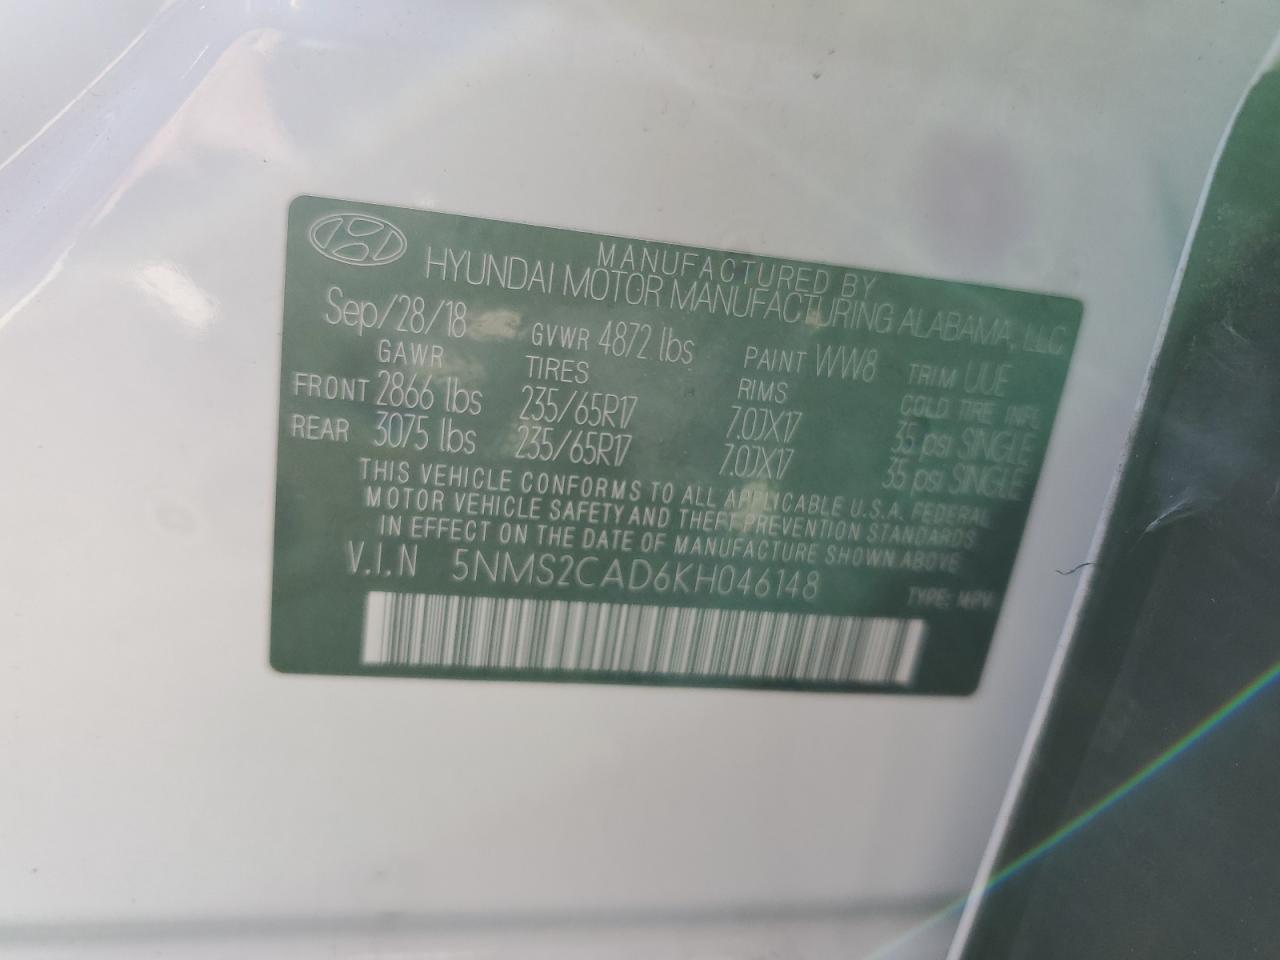 MANUFACTURED BY
HYUNDAI MOTOR MANUFACTURING ALABAMA, LLC
Sep/28/18 GVWR 4872 lbs PAINT WW8 TRIM UUE
GAWR TIRES RIMS COLD TIRE INFL
FRONT 2866 lbs 235/65R17 7.0JX17 35 psi SINGLE
REAR 3075 lbs 235/65R17 7.0JX17 35 psi SINGLE
THIS VEHICLE CONFORMS TO ALL APPLICABLE U.S.A. FEDERAL
MOTOR VEHICLE SAFETY AND THEFT PREVENTION STANDARDS
IN EFFECT ON THE DATE OF MANUFACTURE SHOWN ABOVE
V.I.N 5NMS2CAD6KH046148 TYPE: MPV